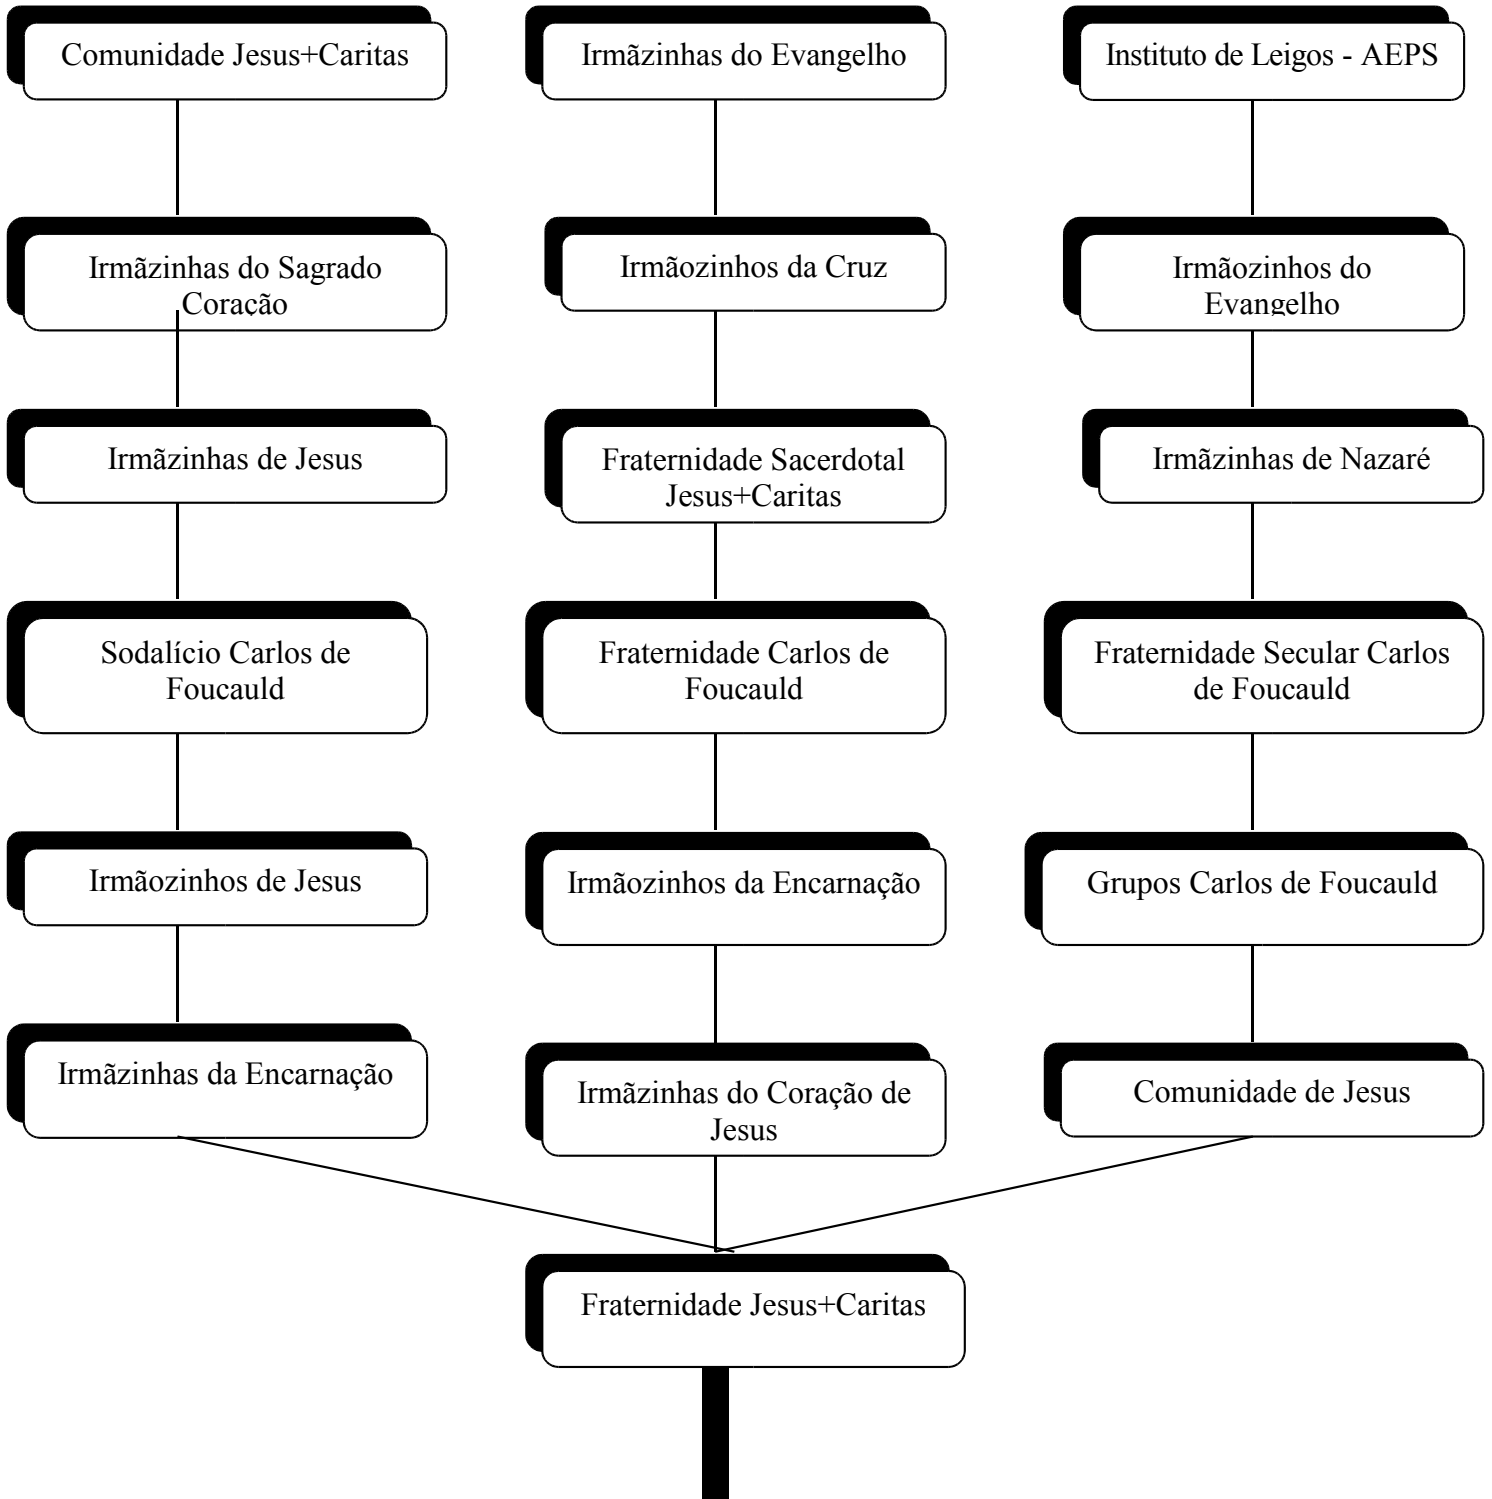 Comunidade Jesus+Caritas
Irmãzinhas do Evangelho
Instituto de Leigos - AEPS
Irmãzinhas do Sagrado
Coração
Irmãozinhos da Cruz
Irmãozinhos do
Evangelho
Irmãzinhas de Jesus
Fraternidade Sacerdotal
Jesus+Caritas
Irmãzinhas de Nazaré
Sodalício Carlos de
Foucauld
Fraternidade Carlos de
Foucauld
Fraternidade Secular Carlos
de Foucauld
Irmãozinhos de Jesus
Irmãozinhos da Encarnação
Grupos Carlos de Foucauld
Irmãzinhas da Encarnação
Irmãzinhas do Coração de
Jesus
Comunidade de Jesus
Fraternidade Jesus+Caritas